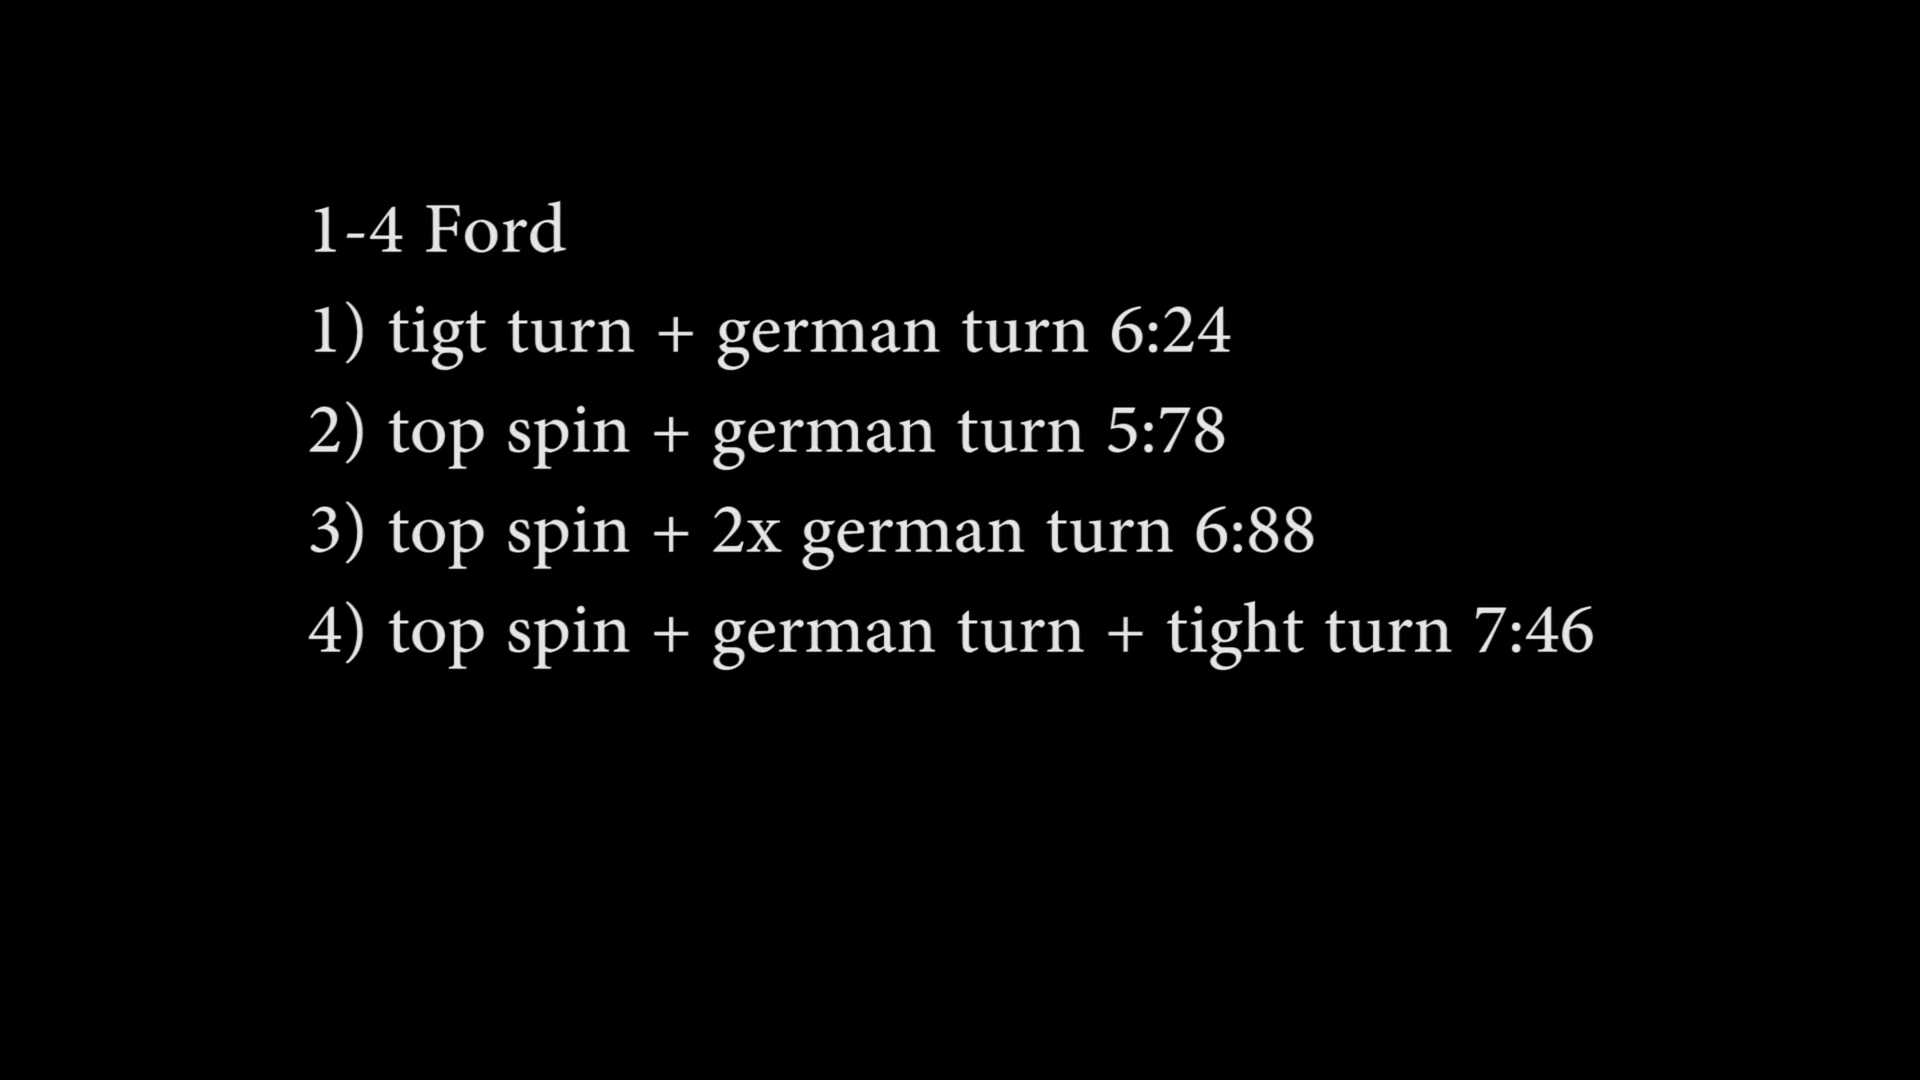 1-4 Ford
1) tigt turn + german turn 6:24
2) top spin + german turn 5:78
3) top spin + 2x german turn 6:88
4) top spin + german turn + tight turn 7:46